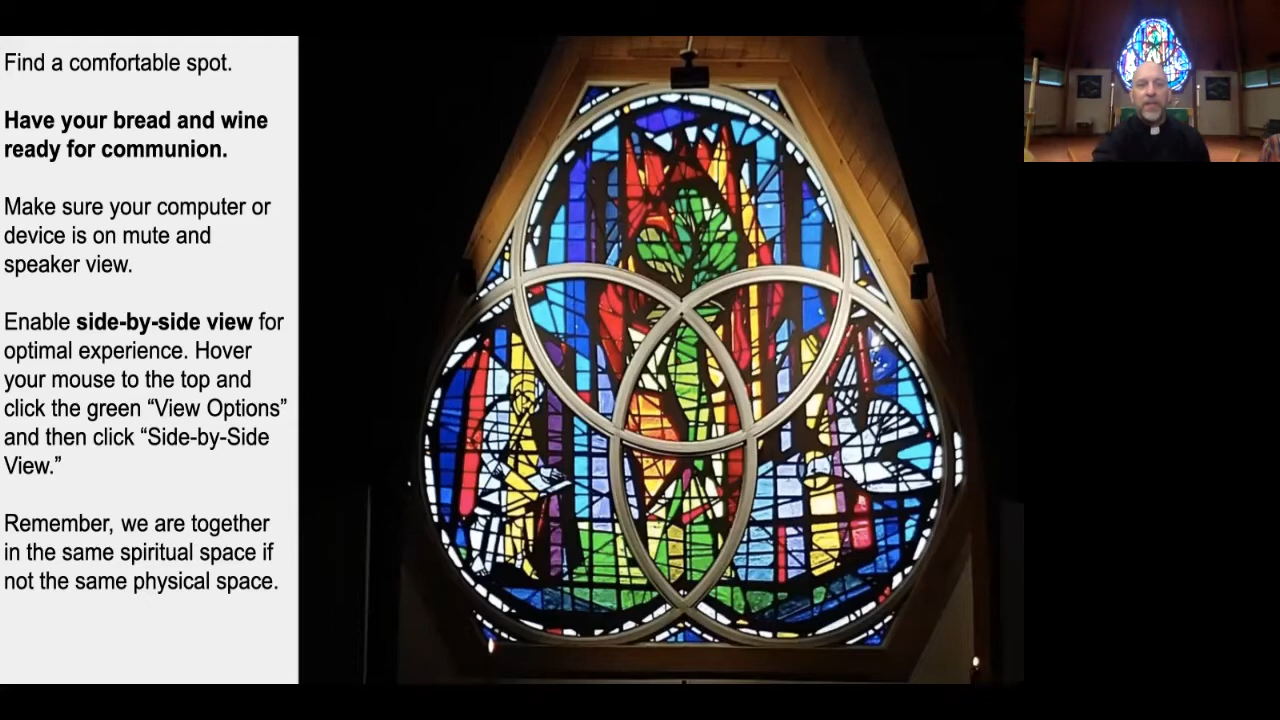 Find a comfortable spot.
Have your bread and wine
ready for communion.
Make sure your computer or
device is on mute and
speaker view.
Enable side-by-side view for
optimal experience. Hover
your mouse to the top and
click the green “View Options”
and then click “Side-by-Side
View.”
Remember, we are together
in the same spiritual space if
not the same physical space.